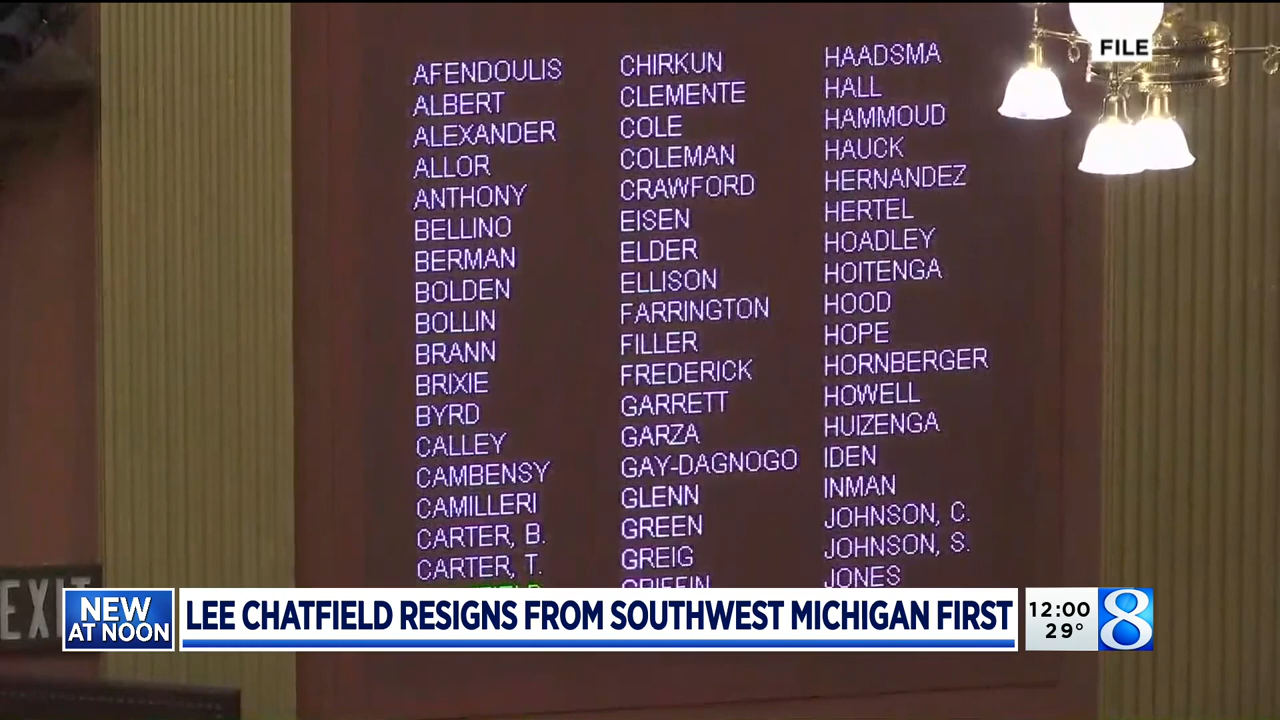 FILE
AFENDOULIS
ALBERT
ALEXANDER
ALLOR
ANTHONY
BELLINO
BERMAN
BOLDEN
BOLLIN
BRANN
BRIXIE
BYRD
CALLEY
CAMBENSY
CAMILLERI
CARTER, B.
CARTER, T.
CHIRKUN
CLEMENTE
COLE
COLEMAN
CRAWFORD
EISEN
ELDER
ELLISON
FARRINGTON
FILLER
FREDERICK
GARRETT
GARZA
GAY-DAGNOGO
GLENN
GREEN
GREIG
GRIFFIN
HAADSMA
HALL
HAMMOUD
HAUCK
HERNANDEZ
HERTEL
HOADLEY
HOITENGA
HOOD
HOPE
HORNBERGER
HOWELL
HUIZENGA
IDEN
INMAN
JOHNSON, C.
JOHNSON, S.
JONES
EXIT
NEW
AT NOON
LEE CHATFIELD RESIGNS FROM SOUTHWEST MICHIGAN FIRST
12:00
29°
8